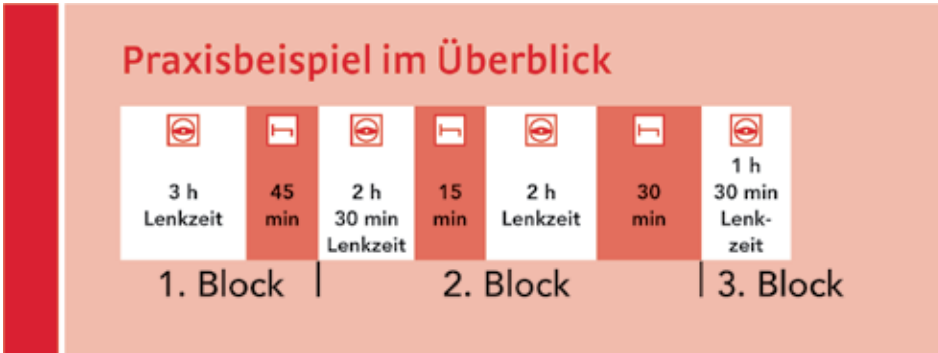 Praxisbeispiel im Überblick
3 h
Lenkzeit
45
min
2 h
30 min
Lenkzeit
15
min
2 h
Lenkzeit
30
min
1 h
30 min
Lenk-
zeit
1. Block
2. Block
3. Block